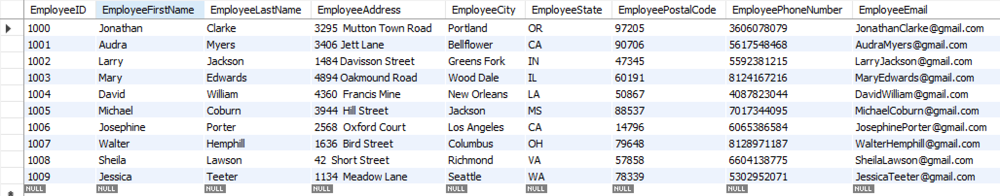 EmployeeID EmployeeFirstName EmployeeLastName EmployeeAddress EmployeeCity EmployeeState EmployeePostalCode EmployeePhoneNumber EmployeeEmail
1000 Jonathan Clarke 3295 Mutton Town Road Portland OR 97205 3606078079 JonathanClarke@gmail.com
1001 Audra Myers 3406 Jett Lane Bellflower CA 90706 5617548468 AudraMyers@gmail.com
1002 Larry Jackson 1484 Davisson Street Greens Fork IN 47345 5592381215 LarryJackson@gmail.com
1003 Mary Edwards 4894 Oakmound Road Wood Dale IL 60191 8124167216 MaryEdwards@gmail.com
1004 David William 4360 Francis Mine New Orleans LA 50867 4087823044 DavidWilliam@gmail.com
1005 Michael Coburn 3944 Hill Street Jackson MS 88537 7017344095 MichaelCoburn@gmail.com
1006 Josephine Porter 2568 Oxford Court Los Angeles CA 14796 6065386584 JosephinePorter@gmail.com
1007 Walter Hemphill 1636 Bird Street Columbus OH 79648 8128971187 WalterHemphill@gmail.com
1008 Sheila Lawson 42 Short Street Richmond VA 57858 6604138775 SheilaLawson@gmail.com
1009 Jessica Teeter 1134 Meadow Lane Seattle WA 78339 5302952071 JessicaTeeter@gmail.com
NULL NULL NULL NULL NULL NULL NULL NULL NULL